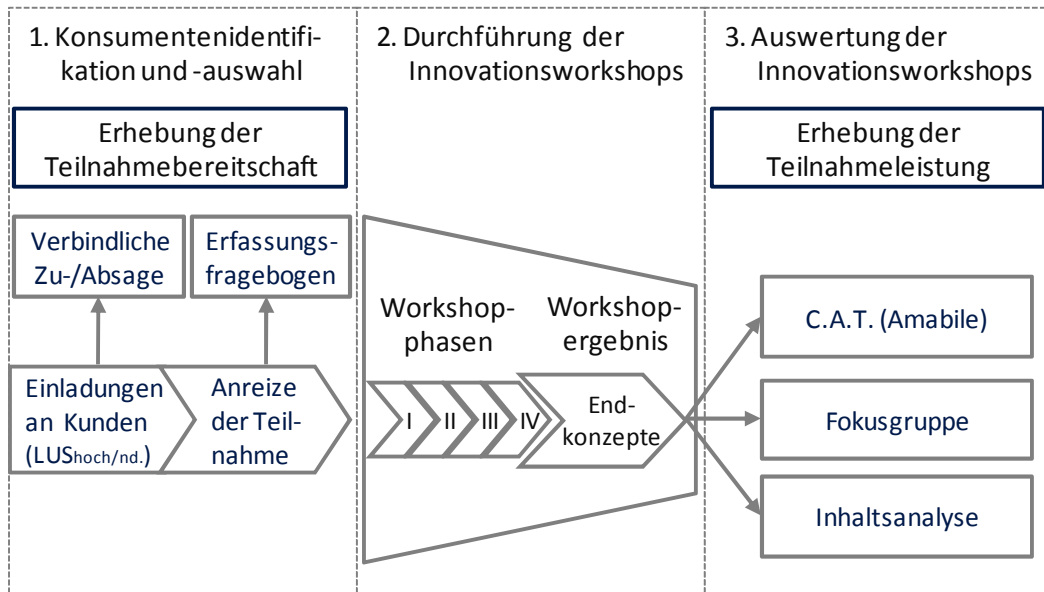 1. Konsumentenidentifi-
kation und -auswahl
Erhebung der
Teilnahmebereitschaft
Verbindliche
Zu-/Absage
Erfassungs-
fragebogen
Einladungen
an Kunden
(LUShoch/nd.)
Anreize
der Teil-
nahme
2. Durchführung der
Innovationsworkshops
Workshop-
phasen
I
II
III
IV
Workshop-
ergebnis
End-
konzepte
3. Auswertung der
Innovationsworkshops
Erhebung der
Teilnahmeleistung
C.A.T. (Amabile)
Fokusgruppe
Inhaltsanalyse